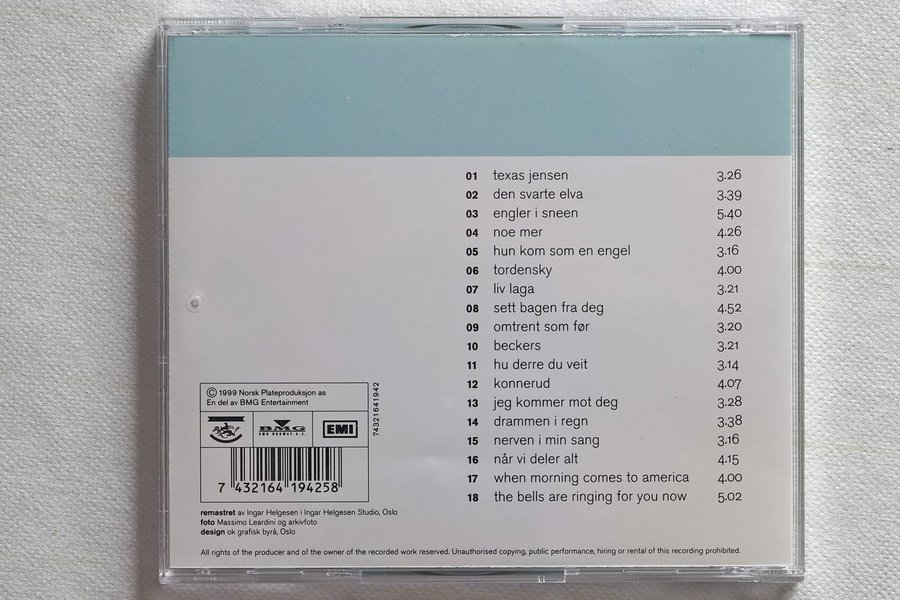 01 texas jensen 3.26
02 den svarte elva 3.39
03 engler i sneen 5.40
04 noe mer 4.26
05 hun kom som en engel 3.16
06 tordensky 4.00
07 liv laga 3.21
08 sett bagen fra deg 4.52
09 omtrent som før 3.20
10 beckers 3.21
11 hu derre du veit 3.14
12 konnerud 4.07
13 jeg kommer mot deg 3.28
14 drammen i regn 3.38
15 nerven i min sang 3.16
16 når vi deler alt 4.15
17 when morning comes to america 4.00
18 the bells are ringing for you now 5.02
© 1999 Norsk Plateproduksjon as
En del av BMG Entertainment
74321641942
BMG
BMG NORWAY A.S.
EMI
7 432164 194258
remastret av Ingar Helgesen i Ingar Helgesen Studio, Oslo
foto Massimo Leardini og arkivfoto
design ok grafisk byrå, Oslo
All rights of the producer and of the owner of the recorded work reserved. Unauthorised copying, public performance, hiring or rental of this recording prohibited.